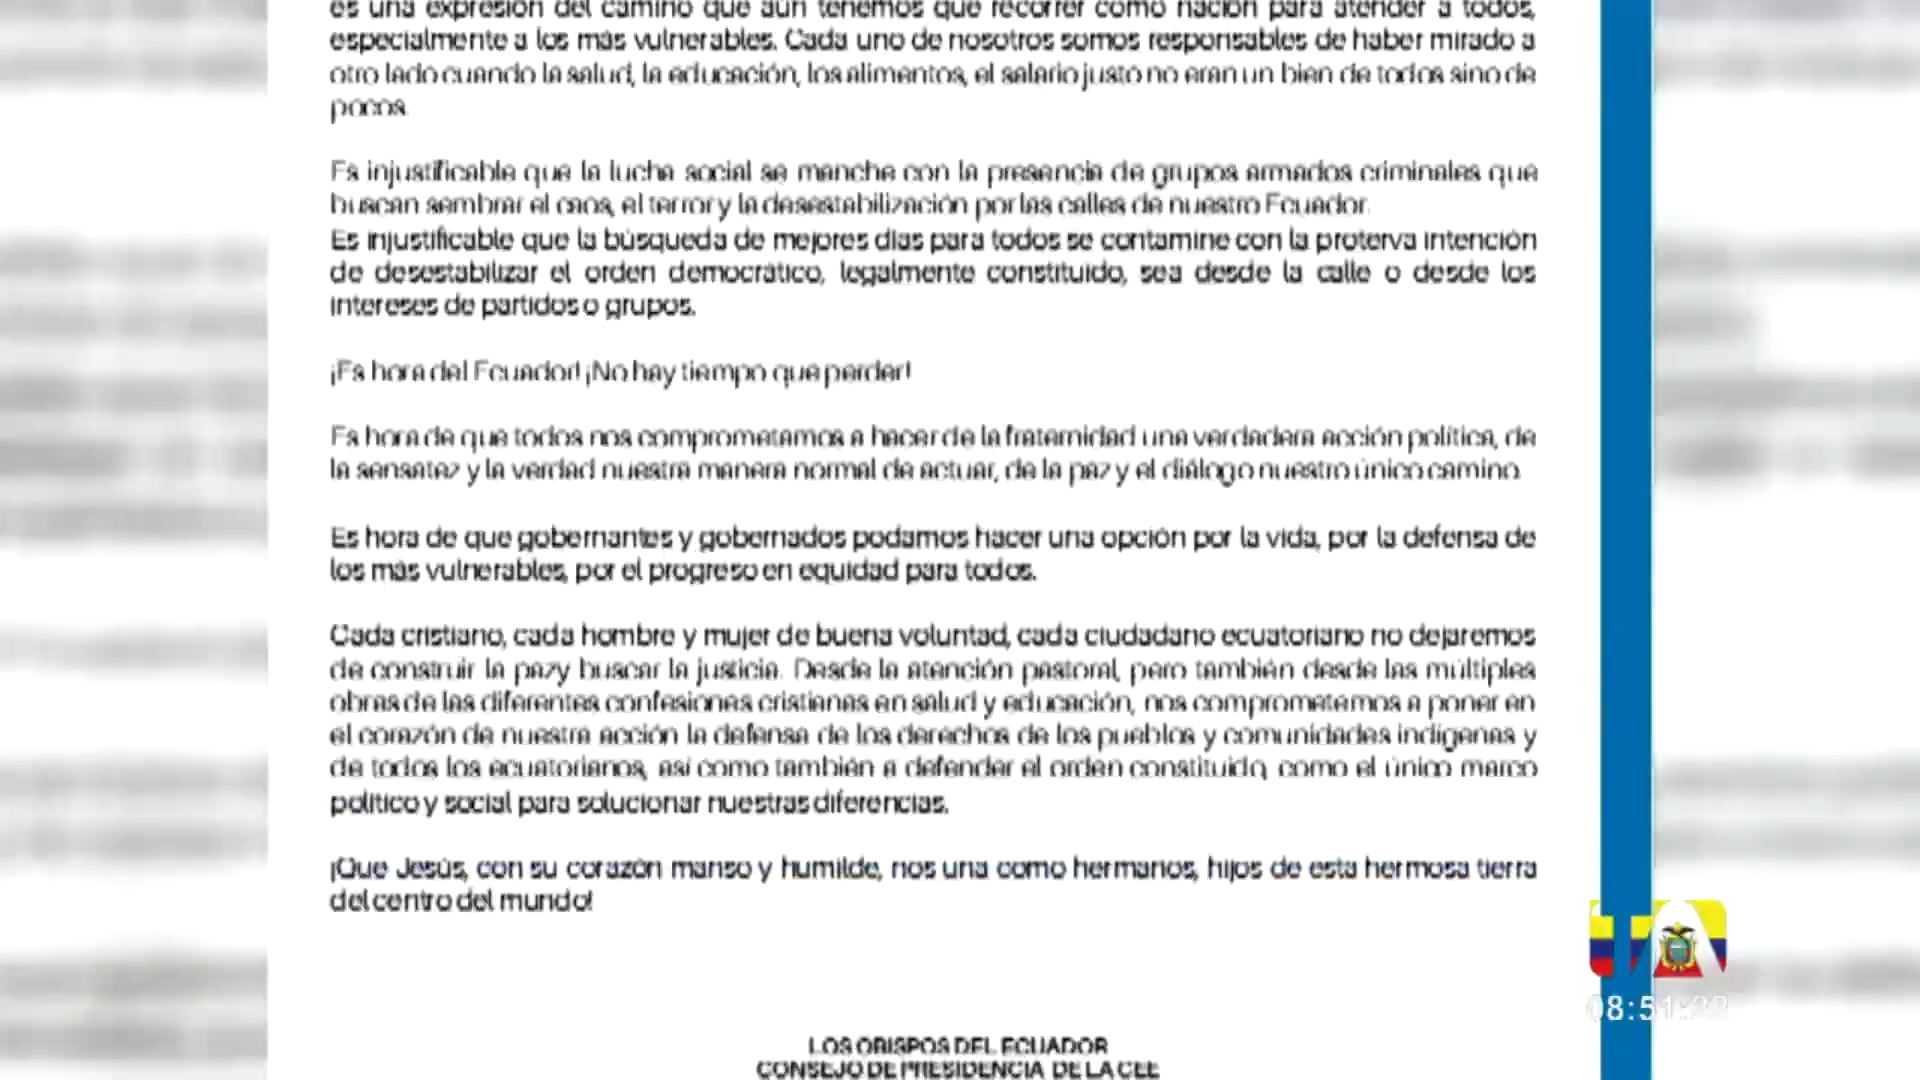 es una expresión del camino que aún tenemos que recorrer como nación para atender a todos,
especialmente a los más vulnerables. Cada uno de nosotros somos responsables de haber mirado a
otro lado cuando la salud, la educación, los alimentos, el salario justo no eran un bien de todos sino de
pocos.
Es injustificable que la lucha social se manche con la presencia de grupos armados criminales que
buscan sembrar el caos, el terror y la desestabilización por las calles de nuestro Ecuador.
Es injustificable que la búsqueda de mejores días para todos se contamine con la proterva intención
de desestabilizar el orden democrático, legalmente constituido, sea desde la calle o desde los
intereses de partidos o grupos.
¡Es hora del Ecuador! ¡No hay tiempo que perder!
Es hora de que todos nos comprometamos a hacer de la fraternidad una verdadera acción política, de
la sensatez y la verdad nuestra manera normal de actuar, de la paz y el diálogo nuestro único camino.
Es hora de que gobernantes y gobernados podamos hacer una opción por la vida, por la defensa de
los más vulnerables, por el progreso en equidad para todos.
Cada cristiano, cada hombre y mujer de buena voluntad, cada ciudadano ecuatoriano no dejaremos
de construir la paz y buscar la justicia. Desde la atención pastoral, pero también desde las múltiples
obras de las diferentes confesiones cristianas en salud y educación, nos comprometemos a poner en
el corazón de nuestra acción la defensa de los derechos de los pueblos y comunidades indígenas y
de todos los ecuatorianos, así como también a defender el orden constituido, como el único marco
político y social para solucionar nuestras diferencias.
¡Que Jesús, con su corazón manso y humilde, nos una como hermanos, hijos de esta hermosa tierra
del centro del mundo!
LOS OBISPOS DEL ECUADOR
CONSEJO DE PRESIDENCIA DE LA CEE
TA